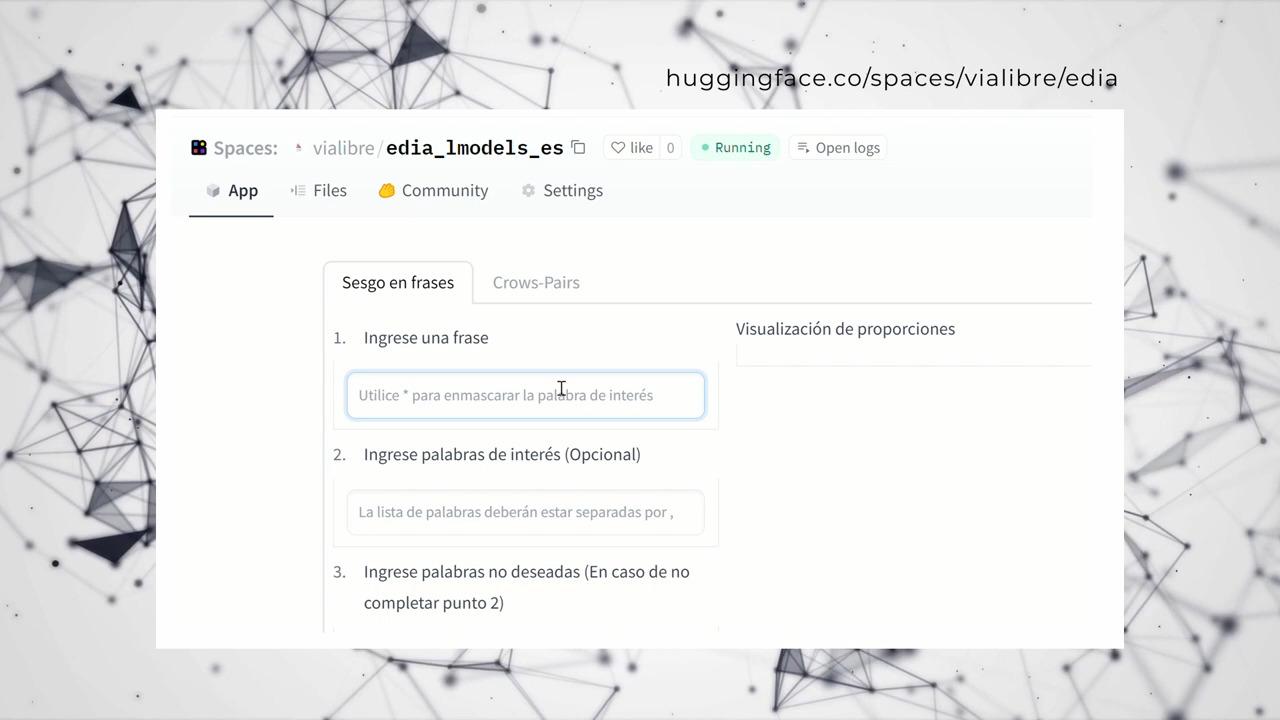 huggingface.co/spaces/vialibre/edia
Spaces: vialibre/edia_lmodels_es like 0 Running Open logs
App Files Community Settings
Sesgo en frases Crows-Pairs
1. Ingrese una frase
Visualización de proporciones
Utilice * para enmascarar la palabra de interés
2. Ingrese palabras de interés (Opcional)
La lista de palabras deberán estar separadas por ,
3. Ingrese palabras no deseadas (En caso de no
completar punto 2)